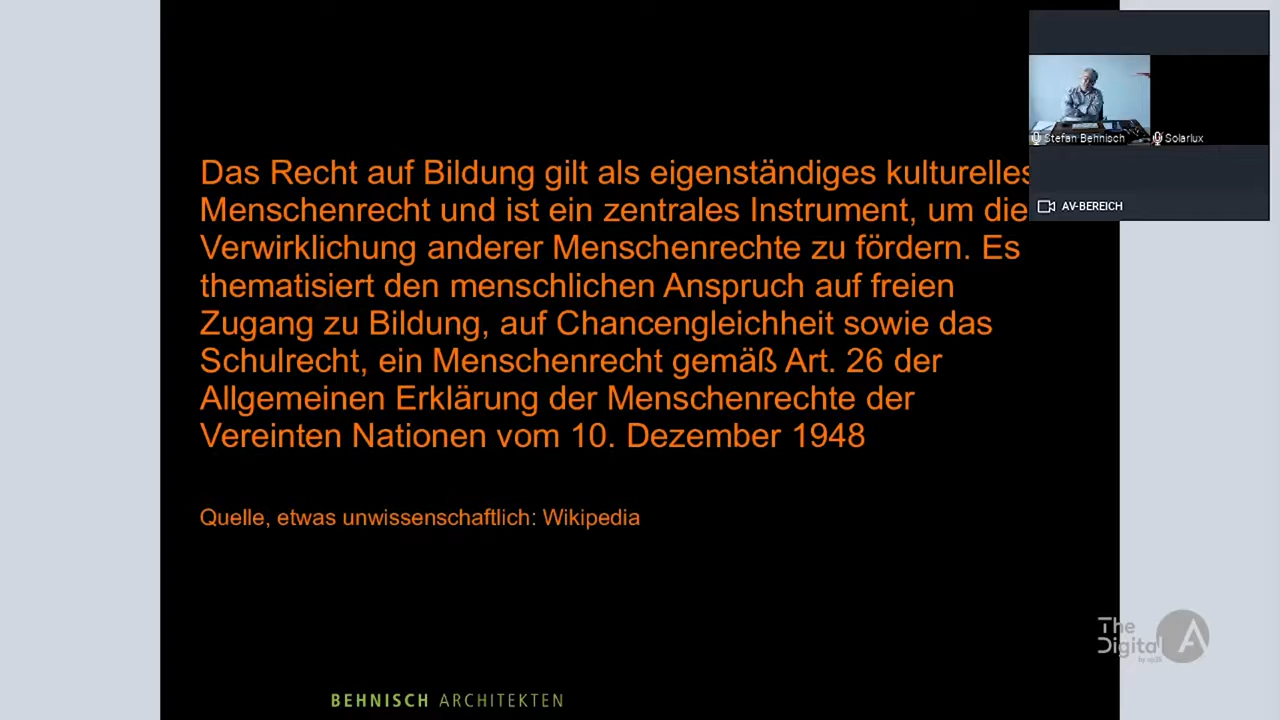 Das Recht auf Bildung gilt als eigenständiges kulturelles
Menschenrecht und ist ein zentrales Instrument, um die
Verwirklichung anderer Menschenrechte zu fördern. Es
thematisiert den menschlichen Anspruch auf freien
Zugang zu Bildung, auf Chancengleichheit sowie das
Schulrecht, ein Menschenrecht gemäß Art. 26 der
Allgemeinen Erklärung der Menschenrechte der
Vereinten Nationen vom 10. Dezember 1948
Quelle, etwas unwissenschaftlich: Wikipedia
BEHNISCH ARCHITEKTEN
Stefan Behnisch
Solarlux
AV-BEREICH
The
Digital A